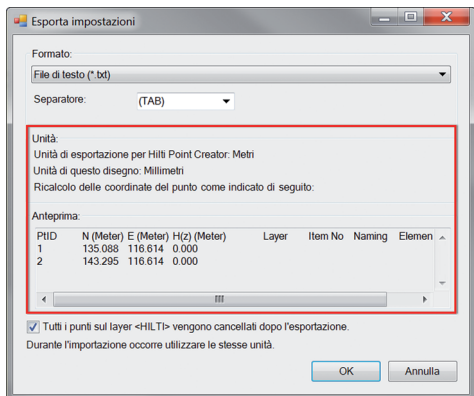 Esporta impostazioni
Formato:
File di testo (*.txt)
Separatore: (TAB)
Unità:
Unità di esportazione per Hilti Point Creator: Metri
Unità di questo disegno: Millimetri
Ricalcolo delle coordinate del punto come indicato di seguito:
Anteprima:
PtID N (Meter) E (Meter) H(z) (Meter) Layer Item No Naming Elemen
1 135.088 116.614 0.000
2 143.295 116.614 0.000
Tutti i punti sul layer <HILTI> vengono cancellati dopo l'esportazione.
Durante l'importazione occorre utilizzare le stesse unità.
OK Annulla